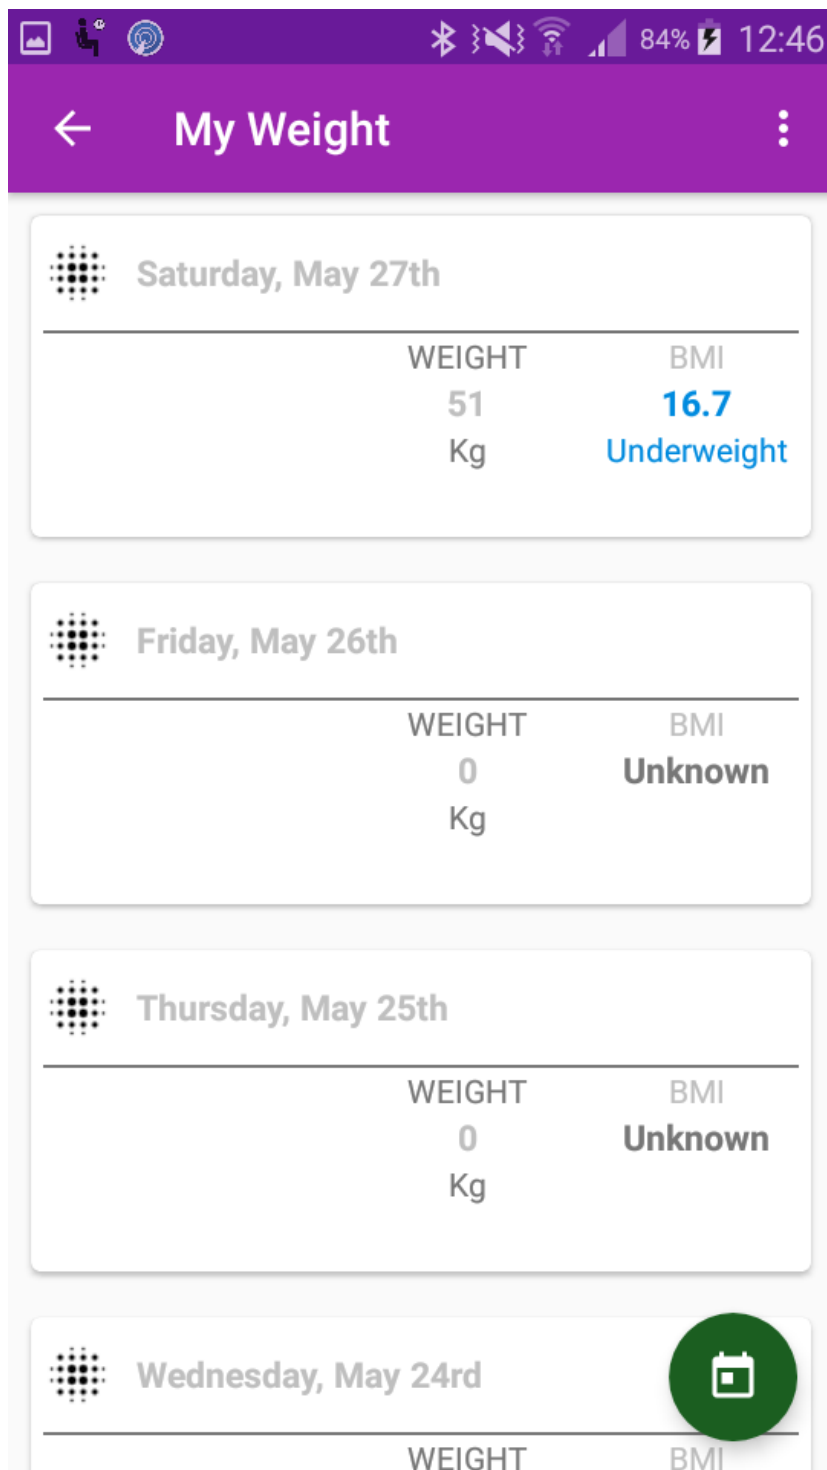 84% 12:46
My Weight
Saturday, May 27th
WEIGHT BMI
51 16.7
Kg Underweight
Friday, May 26th
WEIGHT BMI
0 Unknown
Kg
Thursday, May 25th
WEIGHT BMI
0 Unknown
Kg
Wednesday, May 24rd
WEIGHT BMI